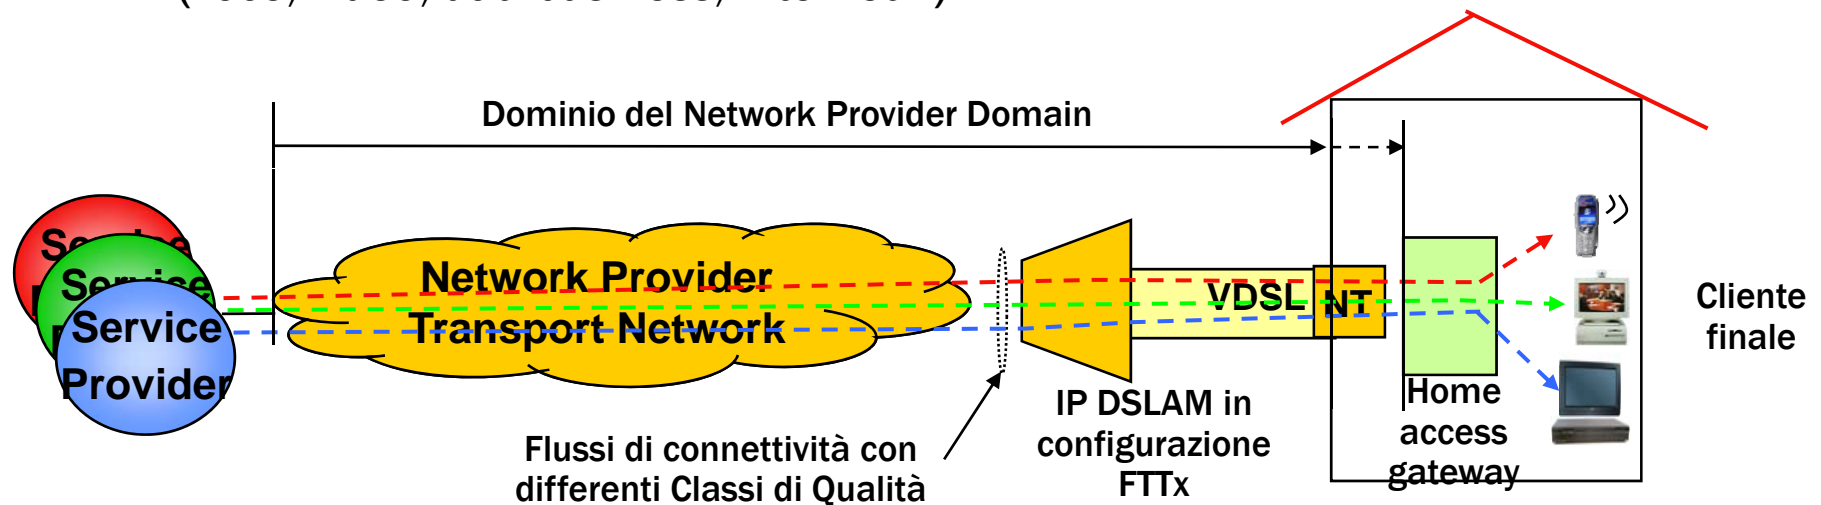 Dominio del Network Provider Domain
Service
Service
Service
Provider
Network Provider
Transport Network
VDSL
NT
Cliente
finale
Home
access
gateway
IP DSLAM in
configurazione
FTTx
Flussi di connettività con
differenti Classi di Qualità